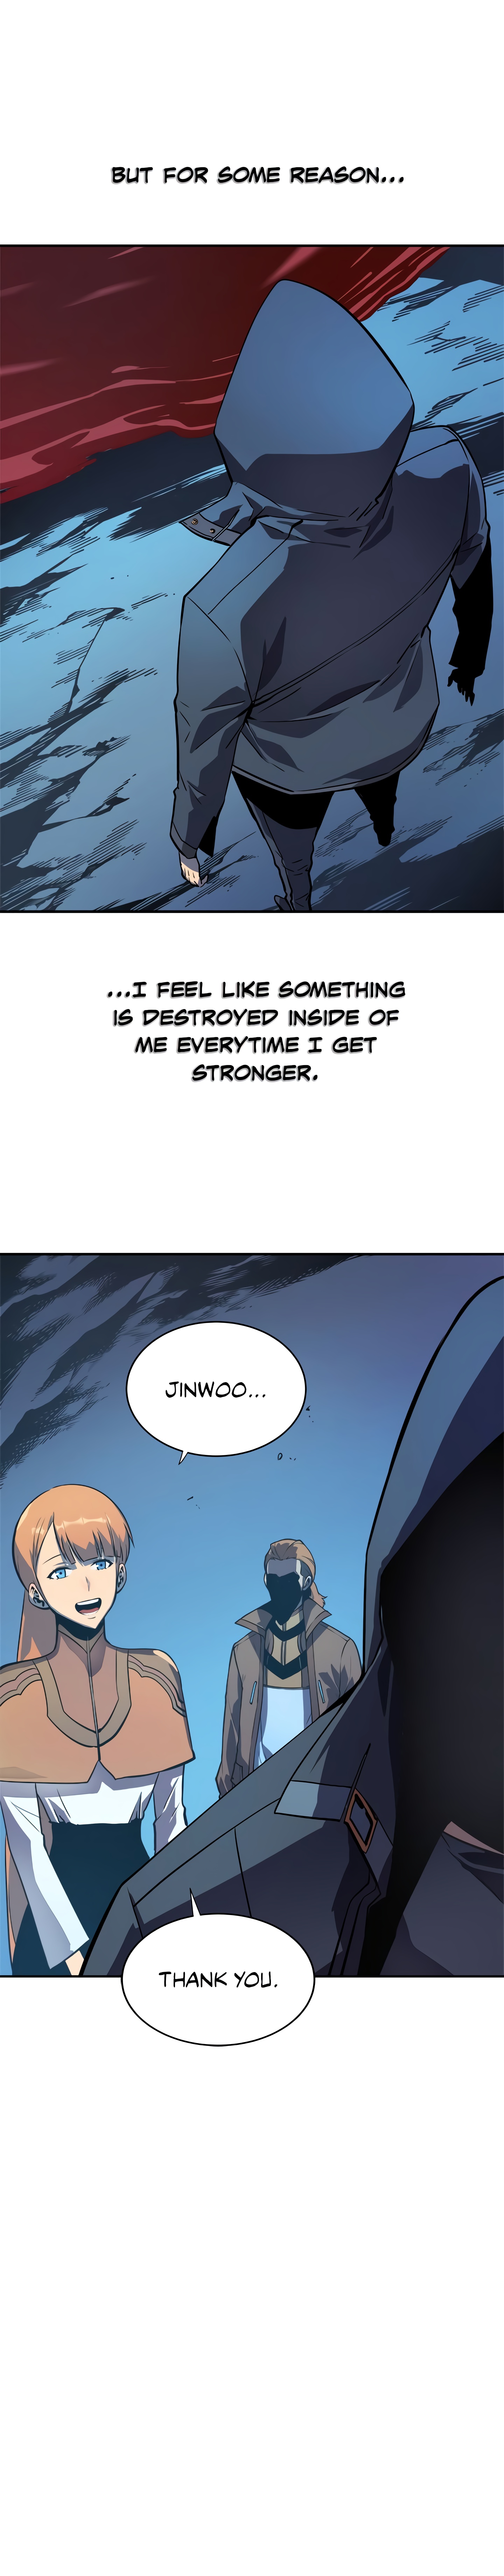 BUT FOR SOME REASON...
...I FEEL LIKE SOMETHING
IS DESTROYED INSIDE OF
ME EVERYTIME I GET
STRONGER.
JINWOO...
THANK YOU.